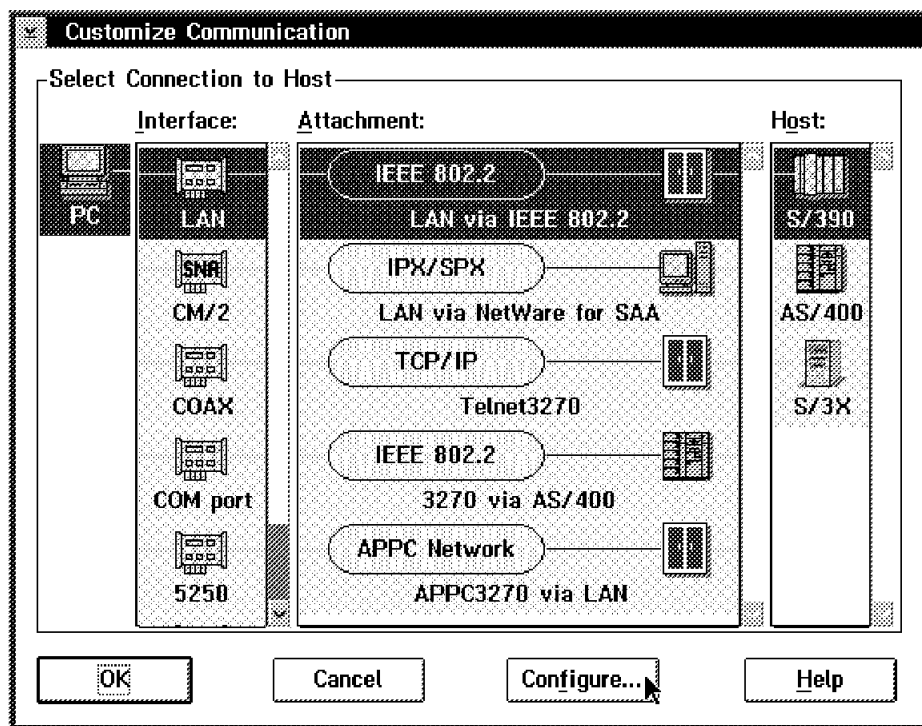 Customize Communication
Select Connection to Host
Interface:
Attachment:
Host:
PC
LAN
IEEE 802.2
LAN via IEEE 802.2
S/390
SNA
CM/2
IPX/SPX
LAN via NetWare for SAA
AS/400
COAX
TCP/IP
Telnet3270
S/3X
COM port
IEEE 802.2
3270 via AS/400
5250
APPC Network
APPC3270 via LAN
OK
Cancel
Configure...
Help